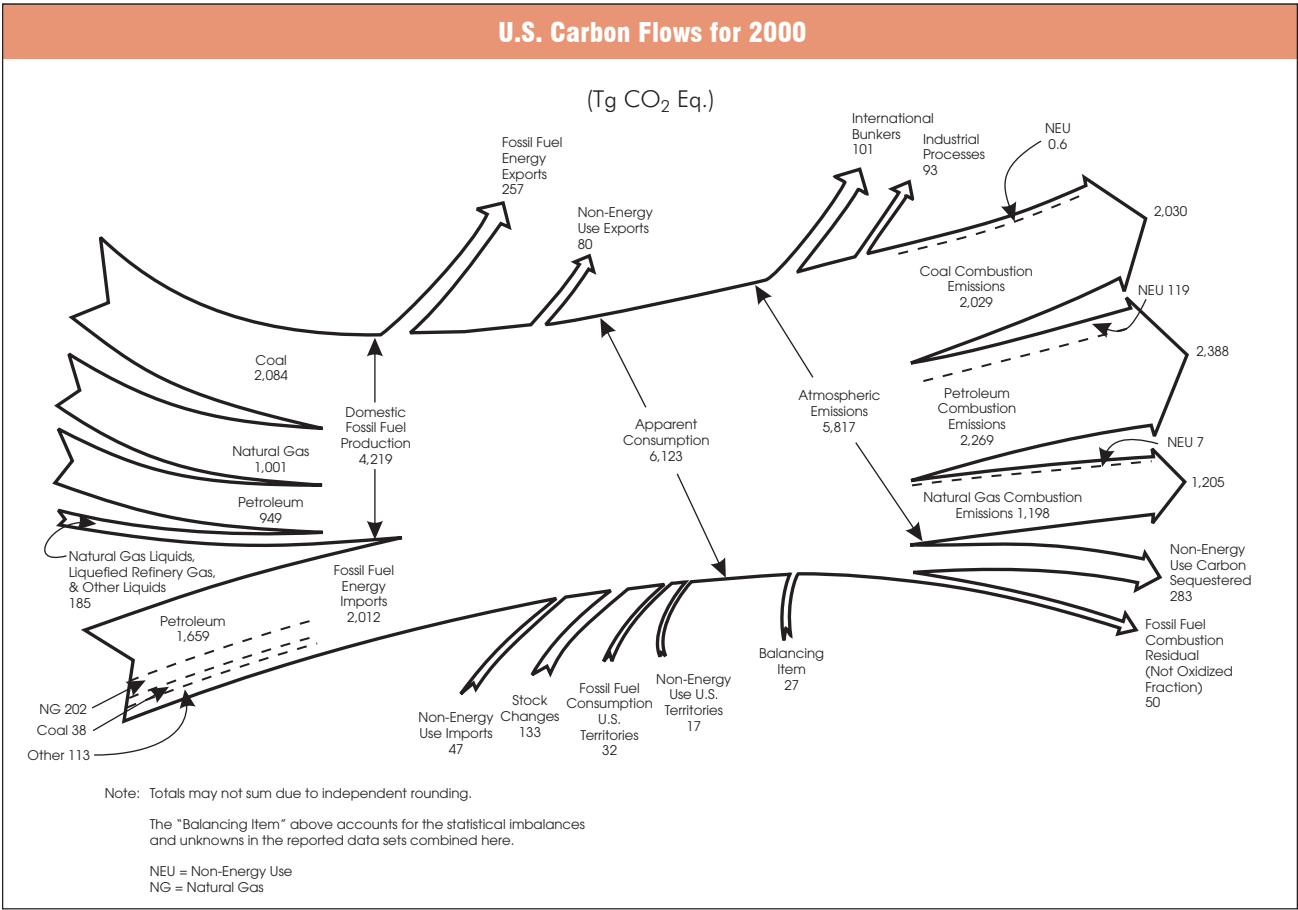 U.S. Carbon Flows for 2000
(Tg CO2 Eq.)
Fossil Fuel
Energy
Exports
257
Non-Energy
Use Exports
80
International
Bunkers
101
Industrial
Processes
93
NEU
0.6
2,030
Coal Combustion
Emissions
2,029
NEU 119
2,388
Petroleum
Combustion
Emissions
2,269
NEU 7
1,205
Natural Gas Combustion
Emissions 1,198
Coal
2,084
Natural Gas
1,001
Petroleum
949
Natural Gas Liquids,
Liquefied Refinery Gas,
& Other Liquids
185
Domestic
Fossil Fuel
Production
4,219
Apparent
Consumption
6,123
Atmospheric
Emissions
5,817
Fossil Fuel
Energy
Imports
2,012
Petroleum
1,659
NG 202
Coal 38
Other 113
Non-Energy
Use Imports
47
Stock
Changes
133
Fossil Fuel
Consumption
U.S.
Territories
32
Non-Energy
Use U.S.
Territories
17
Balancing
Item
27
Non-Energy
Use Carbon
Sequestered
283
Fossil Fuel
Combustion
Residual
(Not Oxidized
Fraction)
50
Note: Totals may not sum due to independent rounding.
The "Balancing Item" above accounts for the statistical imbalances
and unknowns in the reported data sets combined here.
NEU = Non-Energy Use
NG = Natural Gas